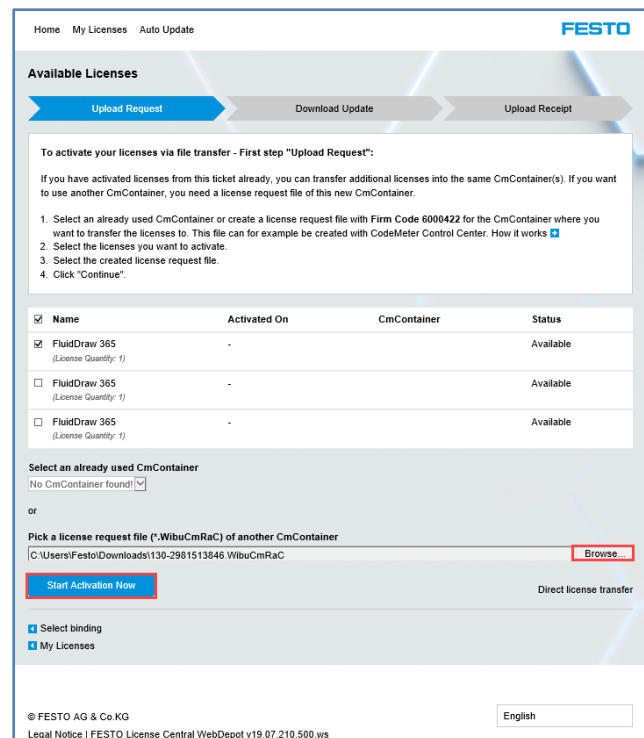 Home My Licenses Auto Update FESTO
Available Licenses
Upload Request Download Update Upload Receipt
To activate your licenses via file transfer - First step "Upload Request":
If you have activated licenses from this ticket already, you can transfer additional licenses into the same CmContainer(s). If you want
to use another CmContainer, you need a license request file of this new CmContainer.
1. Select an already used CmContainer or create a license request file with Firm Code 6000422 for the CmContainer where you
want to transfer the licenses to. This file can for example be created with CodeMeter Control Center. How it works
2. Select the licenses you want to activate.
3. Select the created license request file.
4. Click "Continue".
Name Activated On CmContainer Status
FluidDraw 365 - Available
(License Quantity: 1)
FluidDraw 365 - Available
(License Quantity: 1)
FluidDraw 365 - Available
(License Quantity: 1)
Select an already used CmContainer
No CmContainer found!
or
Pick a license request file (*.WibuCmRaC) of another CmContainer
C:\Users\Festo\Downloads\130-2981513846.WibuCmRaC Browse...
Start Activation Now
Direct license transfer
Select binding
My Licenses
© FESTO AG & Co.KG English
Legal Notice | FESTO License Central WebDepot v19.07.210.500.ws